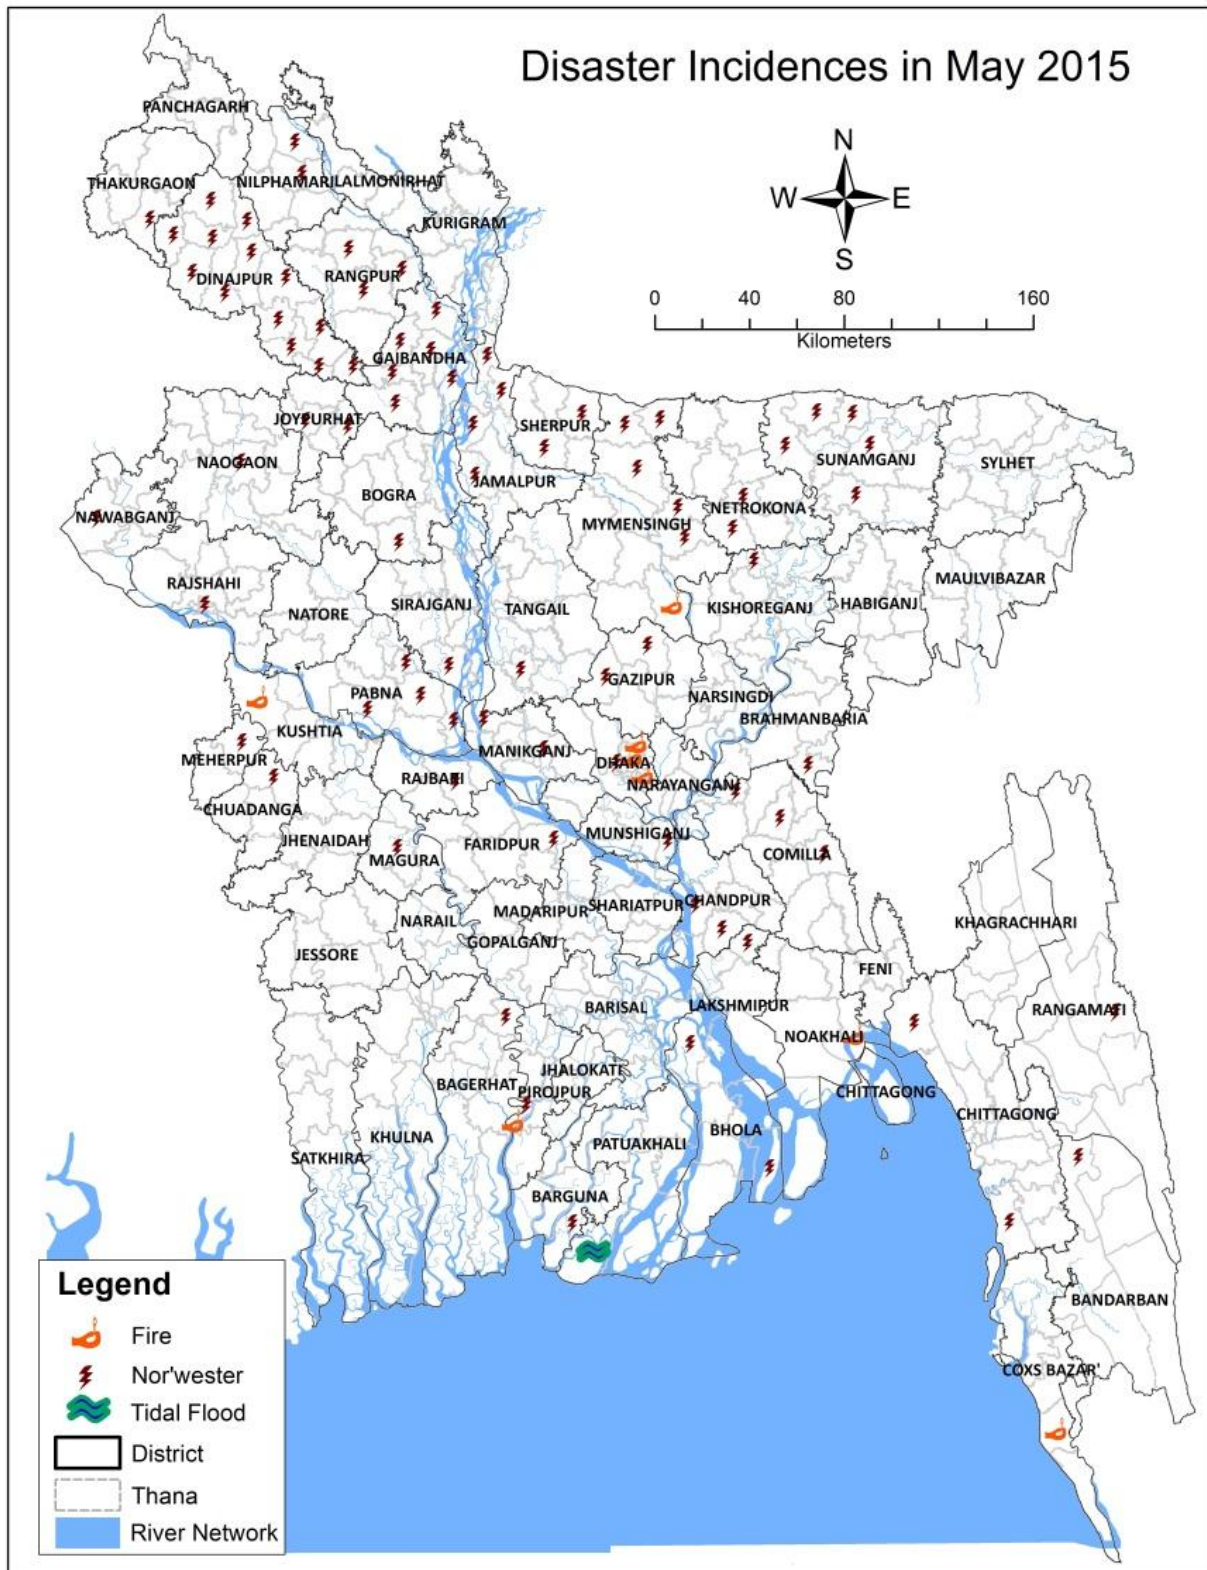 Disaster Incidences in May 2015
N
W
E
S
0
40
80
160
Kilometers
PANCHAGARH
THAKURGAON
NILPHAMARI
LALMONIRHAT
KURIGRAM
DINAJPUR
RANGPUR
GAIBANDHA
JOYPURHAT
SHERPUR
NAOGAON
SUNAMGANJ
SYLHET
BOGRA
JAMALPUR
NETROKONA
NAWABGANJ
MYMENSINGH
RAJSHAHI
MAULVIBAZAR
NATORE
SIRAJGANJ
TANGAIL
KISHOREGANJ
HABIGANJ
GAZIPUR
PABNA
NARSINGDI
BRAHMANBARIA
KUSHTIA
MANIKGANJ
MEHERPUR
DHAKA
RAJBARI
NARAYANGANJ
CHUADANGA
MUNSHIGANJ
JHENAIDAH
FARIDPUR
COMILLA
MAGURA
CHANDPUR
SHARIATPUR
MADARIPUR
NARAIL
KHAGRACHHARI
GOPALGANJ
JESSORE
FENI
BARISAL
LAKSHMIPUR
RANGAMATI
NOAKHALI
JHALOKATI
BAGERHAT
PIROJPUR
CHITTAGONG
CHITTAGONG
BHOLA
KHULNA
PATUAKHALI
SATKHIRA
BARGUNA
BANDARBAN
COXS BAZAR'
Legend
Fire
Nor'wester
Tidal Flood
District
Thana
River Network